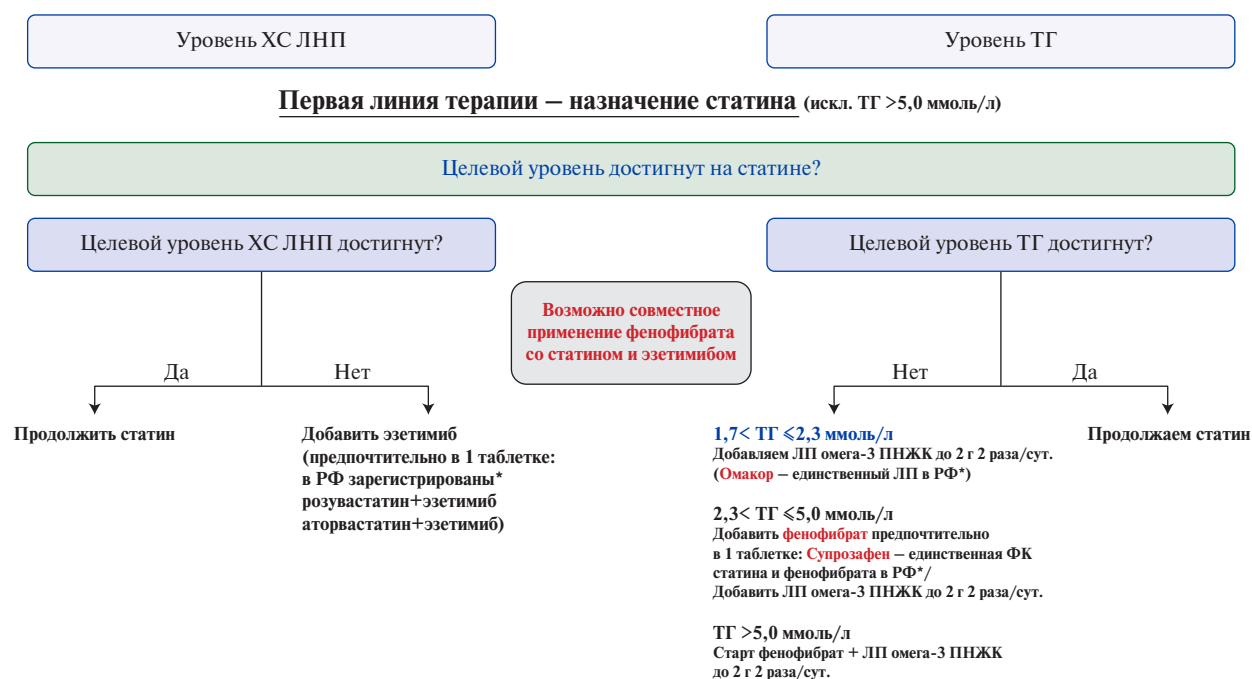 Уровень ХС ЛНП
Уровень ТГ
Первая линия терапии – назначение статина (искл. ТГ >5,0 ммоль/л)
Целевой уровень достигнут на статине?
Целевой уровень ХС ЛНП достигнут?
Целевой уровень ТГ достигнут?
Возможно совместное
применение фенофибрата
со статином и эзетимибом
Да
Нет
Нет
Да
Продолжить статин
Добавить эзетимиб
(предпочтительно в 1 таблетке:
в РФ зарегистрированы*
розувастатин+эзетимиб
аторвастатин+эзетимиб)
1,7< ТГ ⩽2,3 ммоль/л
Добавляем ЛП омега-3 ПНЖК до 2 г 2 раза/сут.
(Омакор – единственный ЛП в РФ*)
2,3< ТГ ⩽5,0 ммоль/л
Добавить фенофибрат предпочтительно
в 1 таблетке: Супрозафен – единственная ФК
статина и фенофибрата в РФ*/
Добавить ЛП омега-3 ПНЖК до 2 г 2 раза/сут.
ТГ >5,0 ммоль/л
Старт фенофибрат + ЛП омега-3 ПНЖК
до 2 г 2 раза/сут.
Продолжаем статин